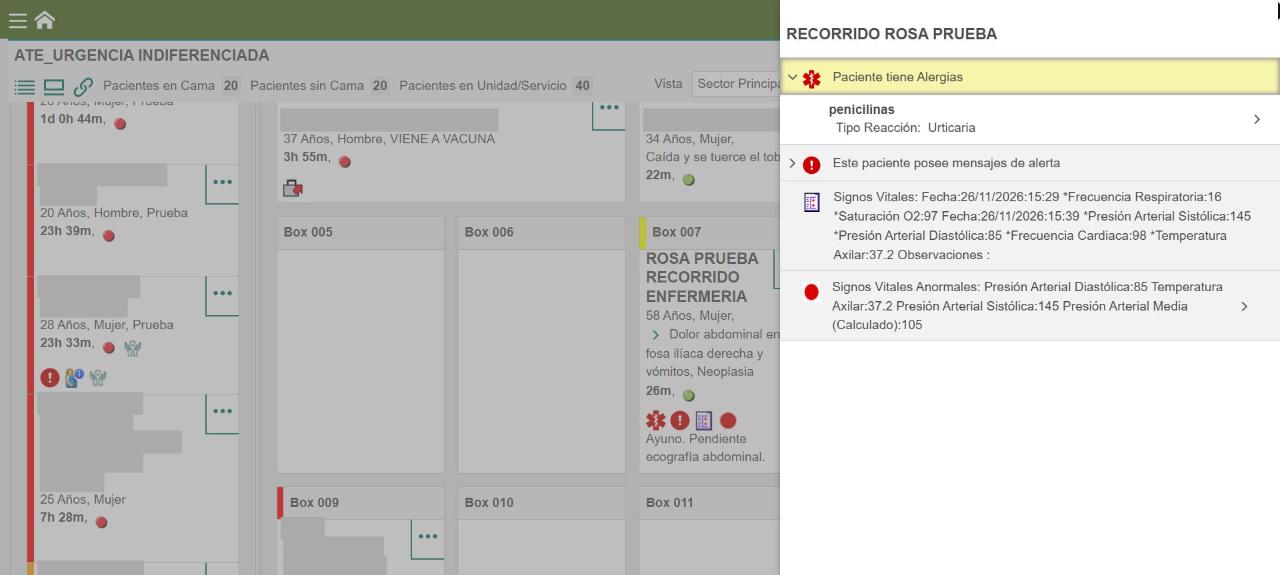 ATE_URGENCIA INDIFERENCIADA
Pacientes en Cama 20 Pacientes sin Cama 20 Pacientes en Unidad/Servicio 40
Vista Sector Principa
20 Años, Mujer, Prueba
1d 0h 44m,
20 Años, Hombre, Prueba
23h 39m,
28 Años, Mujer, Prueba
23h 33m,
25 Años, Mujer
7h 28m,
37 Años, Hombre, VIENE A VACUNA
3h 55m,
34 Años, Mujer,
Caída y se tuerce el tob
22m,
Box 005
Box 006
Box 007
ROSA PRUEBA
RECORRIDO
ENFERMERIA
58 Años, Mujer,
Dolor abdominal en
fosa ilíaca derecha y
vómitos, Neoplasia
26m,
Ayuno. Pendiente
ecografía abdominal.
Box 009
Box 010
Box 011
RECORRIDO ROSA PRUEBA
Paciente tiene Alergias
penicilinas
Tipo Reacción: Urticaria
Este paciente posee mensajes de alerta
Signos Vitales: Fecha:26/11/2026:15:29 *Frecuencia Respiratoria:16
*Saturación O2:97 Fecha:26/11/2026:15:39 *Presión Arterial Sistólica:145
*Presión Arterial Diastólica:85 *Frecuencia Cardiaca:98 *Temperatura
Axilar:37.2 Observaciones :
Signos Vitales Anormales: Presión Arterial Diastólica:85 Temperatura
Axilar:37.2 Presión Arterial Sistólica:145 Presión Arterial Media
(Calculado):105